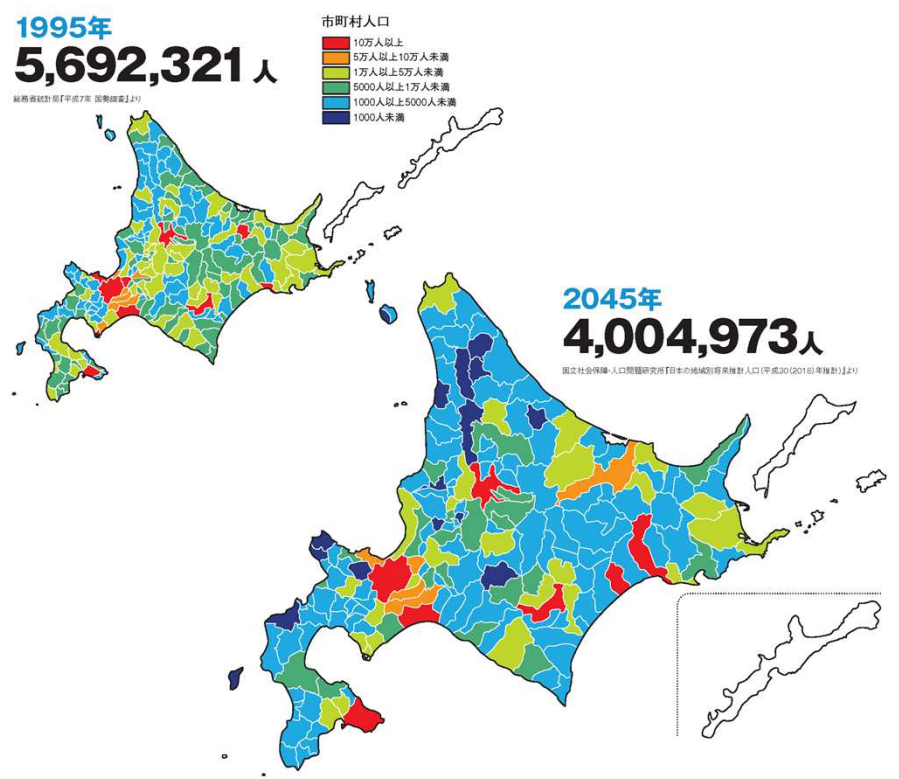 1995年
5,692,321人
総務省統計局『平成7年 国勢調査』より
市町村人口
10万人以上
5万人以上10万人未満
1万人以上5万人未満
5000人以上1万人未満
1000人以上5000人未満
1000人未満
2045年
4,004,973人
国立社会保障・人口問題研究所『日本の地域別将来推計人口(平成30(2018)年推計)』より